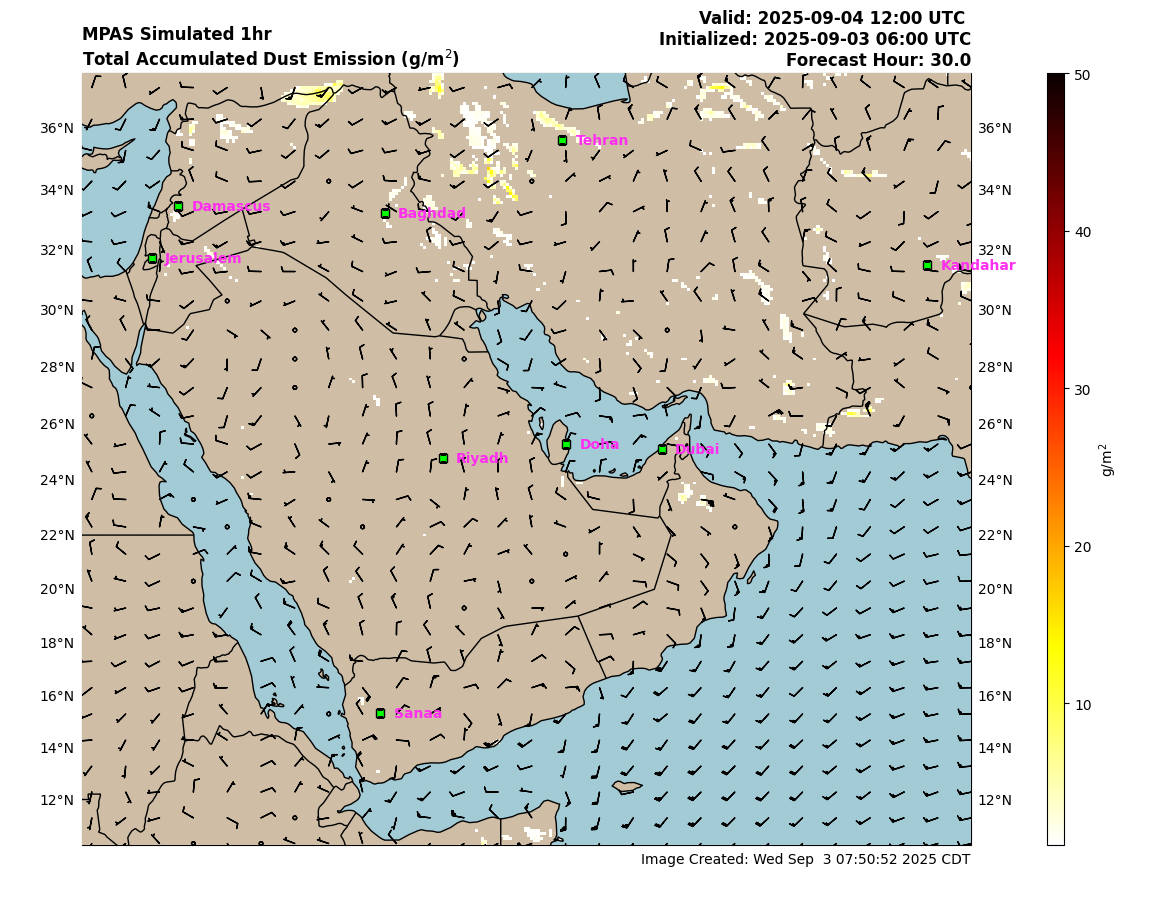 MPAS Simulated 1hr
Total Accumulated Dust Emission (g/m²)
Valid: 2025-09-04 12:00 UTC
Initialized: 2025-09-03 06:00 UTC
Forecast Hour: 30.0
36°N
34°N
32°N
30°N
28°N
26°N
24°N
22°N
20°N
18°N
16°N
14°N
12°N
Tehran
Damascus
Baghdad
Jerusalem
Kandahar
Doha
Dubai
Riyadh
Sanaa
36°N
34°N
32°N
30°N
28°N
26°N
24°N
22°N
20°N
18°N
16°N
14°N
12°N
50
40
30
20
10
g/m²
Image Created: Wed Sep  3 07:50:52 2025 CDT